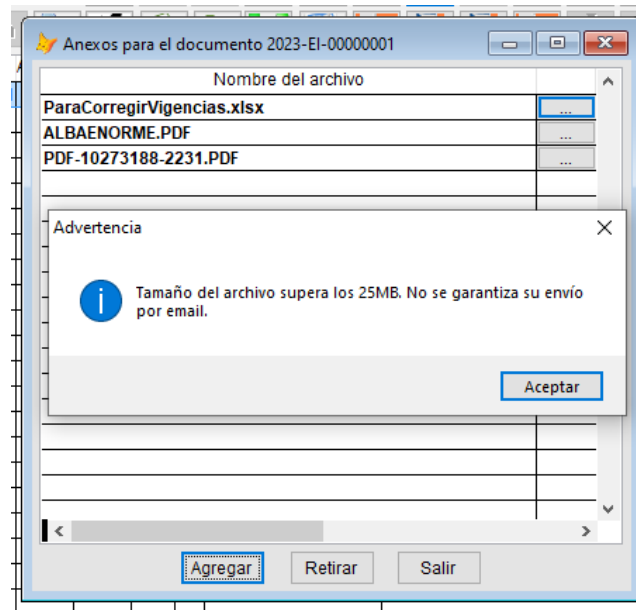 Anexos para el documento 2023-EI-00000001
Nombre del archivo
ParaCorregirVigencias.xlsx
...
ALBAENORME.PDF
...
PDF-10273188-2231.PDF
...
Advertencia
Tamaño del archivo supera los 25MB. No se garantiza su envío
por email.
Aceptar
Agregar Retirar Salir